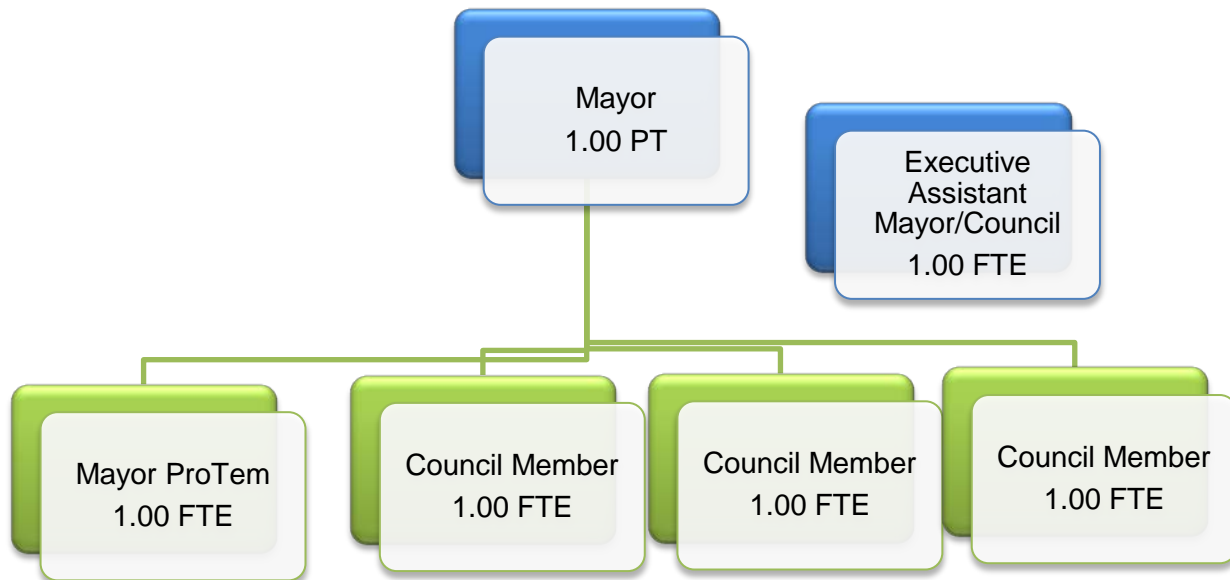 Mayor
1.00 PT
Executive
Assistant
Mayor/Council
1.00 FTE
Mayor ProTem
1.00 FTE
Council Member
1.00 FTE
Council Member
1.00 FTE
Council Member
1.00 FTE